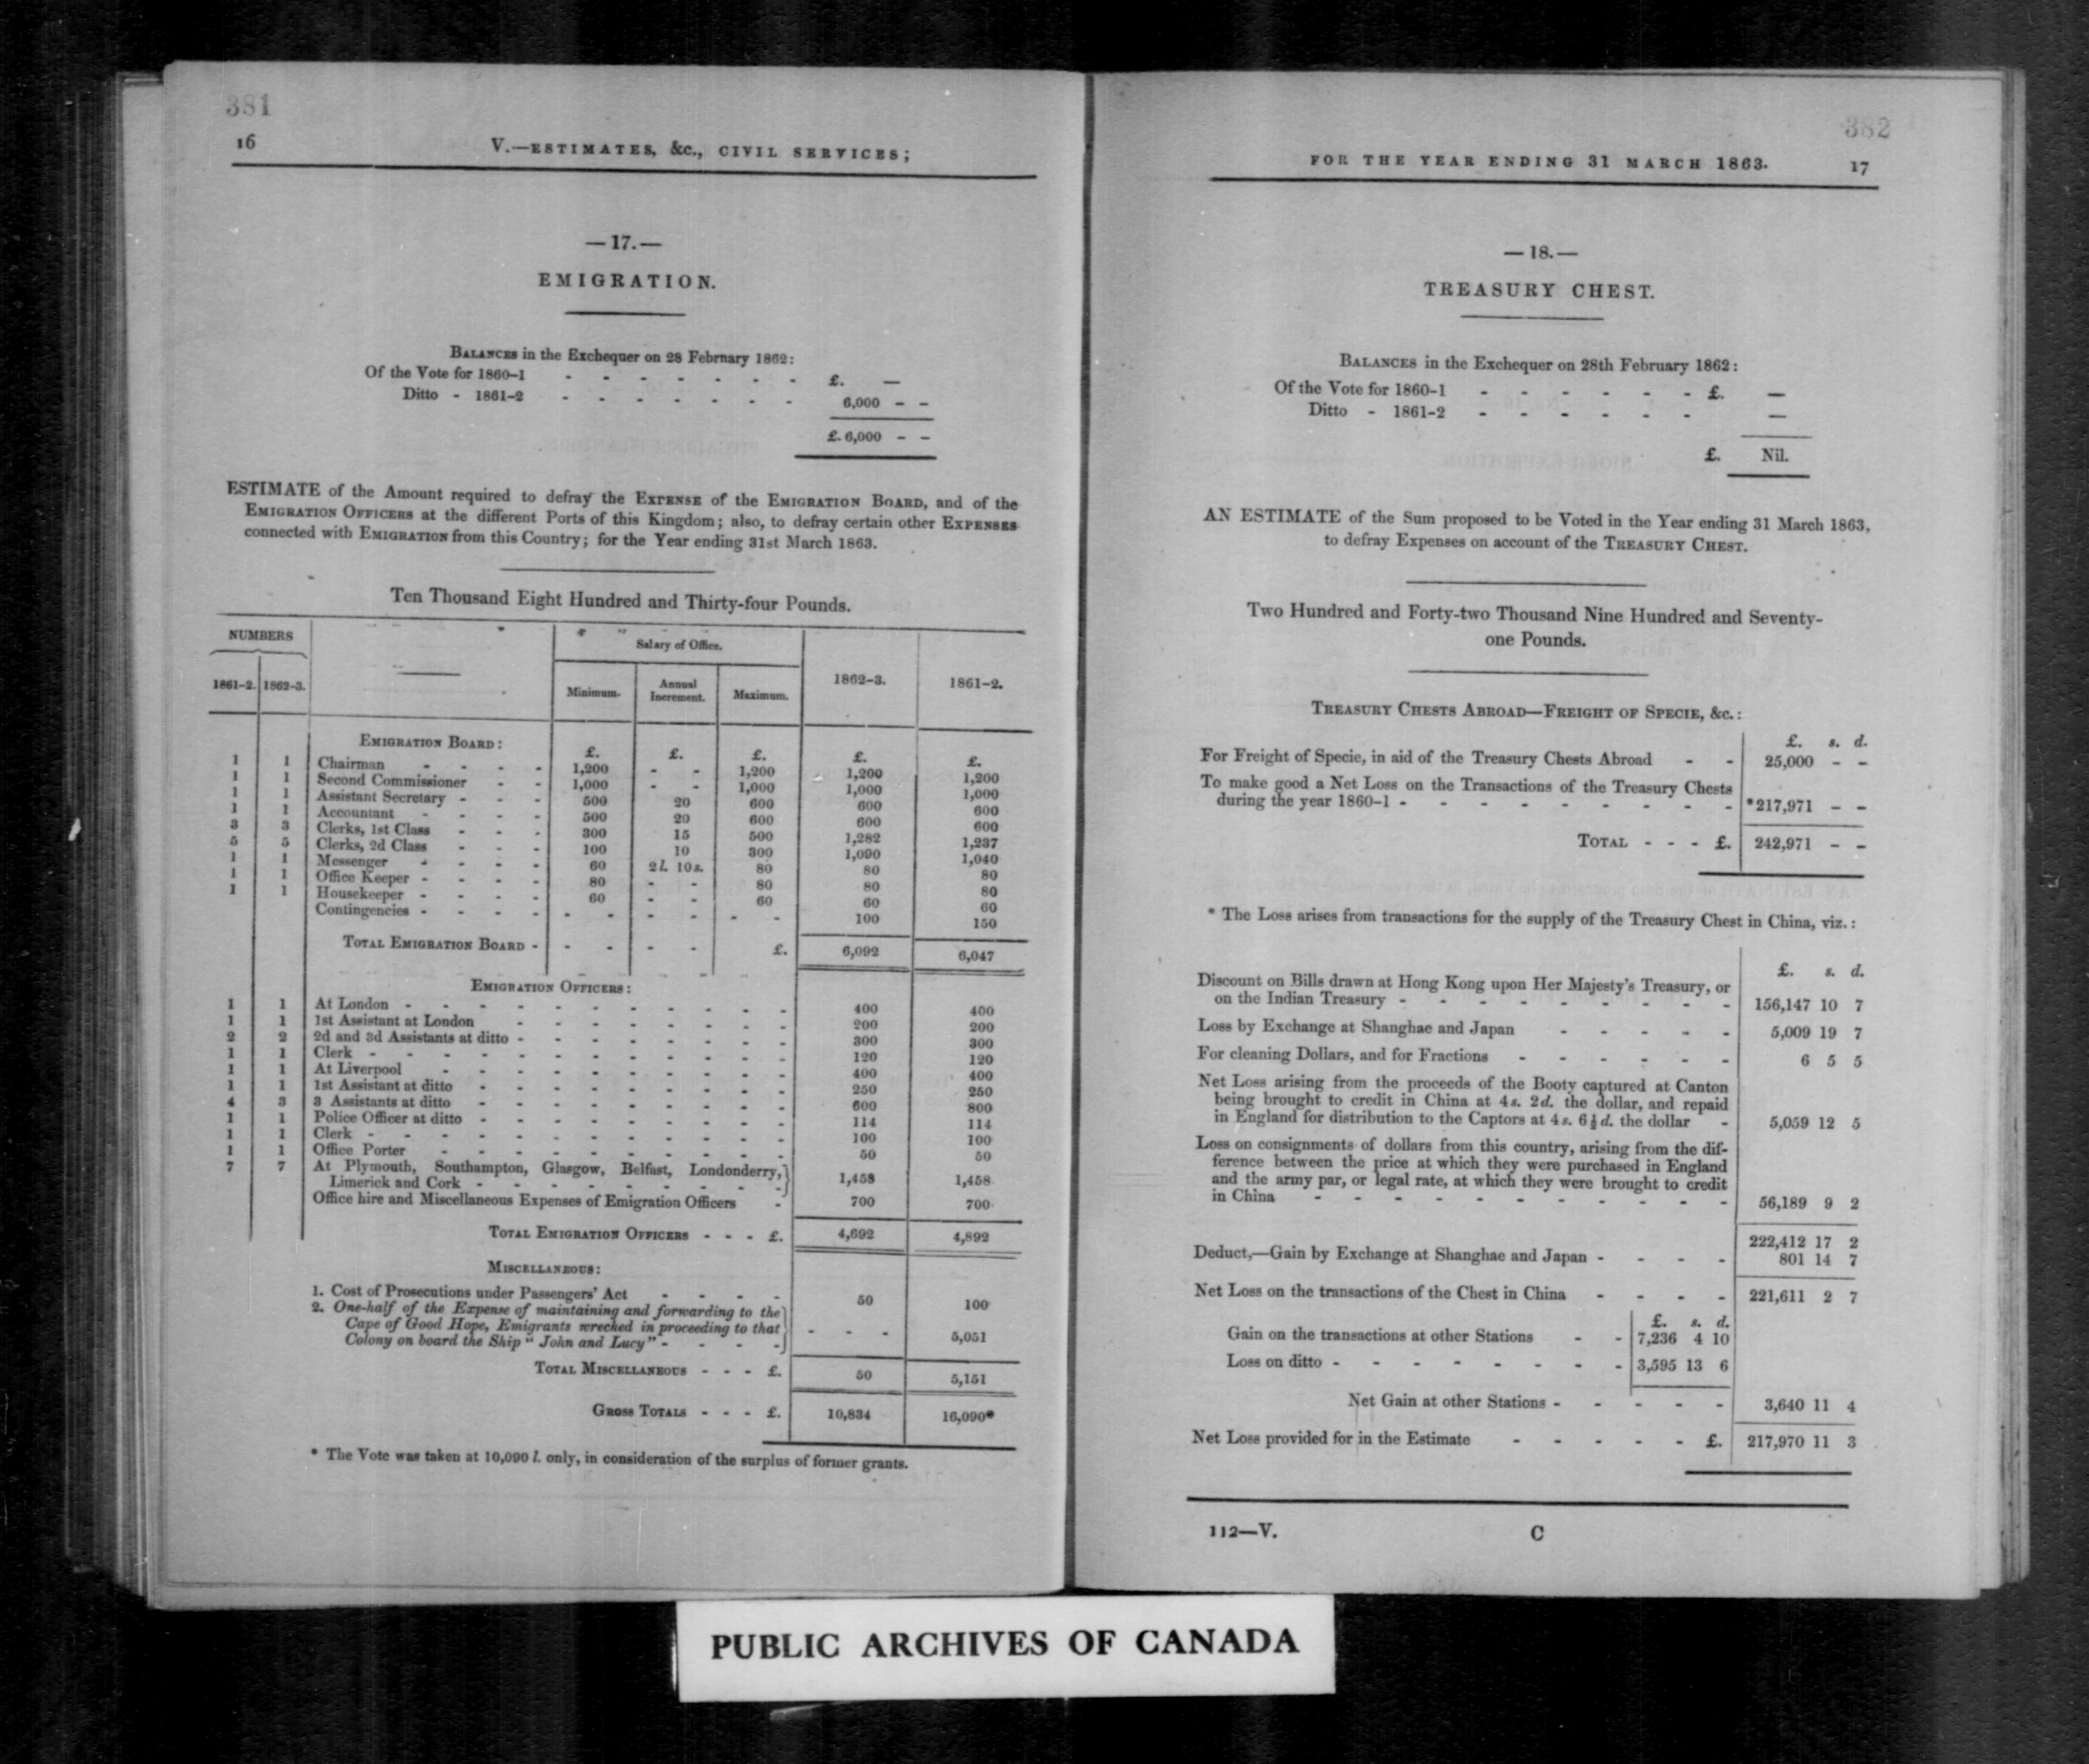 381
16
V.—ESTIMATES, &c., CIVIL SERVICES;
—17.—
EMIGRATION.
BALANCES in the Exchequer on 28 February 1862:
Of the Vote for 1860-1 - - - - - - - £. —
Ditto - 1861-2 - - - - - - - 6,000 - -
£. 6,000 - -
ESTIMATE of the Amount required to defray the EXPENSE of the EMIGRATION BOARD, and of the
EMIGRATION OFFICERS at the different Ports of this Kingdom; also, to defray certain other EXPENSES
connected with EMIGRATION from this Country; for the Year ending 31st March 1863.
Ten Thousand Eight Hundred and Thirty-four Pounds.
NUMBERS Salary of Office. 1862-3. 1861-2.
1861-2. 1862-3. Minimum. Annual Increment. Maximum.
EMIGRATION BOARD: £. £. £. £. £.
1 1 Chairman - - - - 1,200 - - 1,200 1,200 1,200
1 1 Second Commissioner - - 1,000 - - 1,000 1,000 1,000
1 1 Assistant Secretary - - - 500 20 600 600 600
1 1 Accountant - - - - 500 20 600 600 600
3 3 Clerks, 1st Class - - - 300 15 500 1,282 1,237
5 5 Clerks, 2d Class - - - 100 10 300 1,090 1,040
1 1 Messenger - - - - 60 2l. 10s. 80 80 80
1 1 Office Keeper - - - - 80 - - 80 80 80
1 1 Housekeeper - - - - 60 - - 60 60 60
Contingencies - - - - - - - - - - 100 150
TOTAL EMIGRATION BOARD - - - - - £. 6,092 6,047
EMIGRATION OFFICERS:
1 1 At London - - - - - - - - - - 400 400
1 1 1st Assistant at London - - - - - - - - 200 200
2 2 2d and 3d Assistants at ditto - - - - - - - - 300 300
1 1 Clerk - - - - - - - - - - - 120 120
1 1 At Liverpool - - - - - - - - - - 400 400
1 1 1st Assistant at ditto - - - - - - - - - 250 250
4 3 3 Assistants at ditto - - - - - - - - - 600 800
1 1 Police Officer at ditto - - - - - - - - - 114 114
1 1 Clerk - - - - - - - - - - - 100 100
1 1 Office Porter - - - - - - - - - - 50 50
7 7 At Plymouth, Southampton, Glasgow, Belfast, Londonderry,
Limerick and Cork - - - - - - - - - 1,458 1,458
Office hire and Miscellaneous Expenses of Emigration Officers - 700 700
TOTAL EMIGRATION OFFICERS - - - £. 4,692 4,892
MISCELLANEOUS:
1. Cost of Prosecutions under Passengers' Act - - - - 50 100
2. One-half of the Expense of maintaining and forwarding to the
Cape of Good Hope, Emigrants wrecked in proceeding to that
Colony on board the Ship "John and Lucy" - - - - - - - 5,051
TOTAL MISCELLANEOUS - - - £. 50 5,151
GROSS TOTALS - - - £. 10,834 16,090*
* The Vote was taken at 10,090 l. only, in consideration of the surplus of former grants.
382
FOR THE YEAR ENDING 31 MARCH 1863. 17
—18.—
TREASURY CHEST.
BALANCES in the Exchequer on 28th February 1862:
Of the Vote for 1860-1 - - - - - - £. —
Ditto - 1861-2 - - - - - - —
£. Nil.
AN ESTIMATE of the Sum proposed to be Voted in the Year ending 31 March 1863,
to defray Expenses on account of the TREASURY CHEST.
Two Hundred and Forty-two Thousand Nine Hundred and Seventy-
one Pounds.
TREASURY CHESTS ABROAD—FREIGHT OF SPECIE, &c.:
£. s. d.
For Freight of Specie, in aid of the Treasury Chests Abroad - - 25,000 - -
To make good a Net Loss on the Transactions of the Treasury Chests
during the year 1860-1 - - - - - - - - - *217,971 - -
TOTAL - - - £. 242,971 - -
* The Loss arises from transactions for the supply of the Treasury Chest in China, viz.:
£. s. d.
Discount on Bills drawn at Hong Kong upon Her Majesty's Treasury, or
on the Indian Treasury - - - - - - - - - 156,147 10 7
Loss by Exchange at Shanghae and Japan - - - - - 5,009 19 7
For cleaning Dollars, and for Fractions - - - - - - 6 5 5
Net Loss arising from the proceeds of the Booty captured at Canton
being brought to credit in China at 4s. 2d. the dollar, and repaid
in England for distribution to the Captors at 4s. 6½d. the dollar - 5,059 12 5
Loss on consignments of dollars from this country, arising from the dif-
ference between the price at which they were purchased in England
and the army par, or legal rate, at which they were brought to credit
in China - - - - - - - - - - - 56,189 9 2
222,412 17 2
Deduct,—Gain by Exchange at Shanghae and Japan - - - - 801 14 7
Net Loss on the transactions of the Chest in China - - - - 221,611 2 7
£. s. d.
Gain on the transactions at other Stations - - 7,236 4 10
Loss on ditto - - - - - - - - 3,595 13 6
Net Gain at other Stations - - - - - 3,640 11 4
Net Loss provided for in the Estimate - - - - - £. 217,970 11 3
112—V. C
PUBLIC ARCHIVES OF CANADA